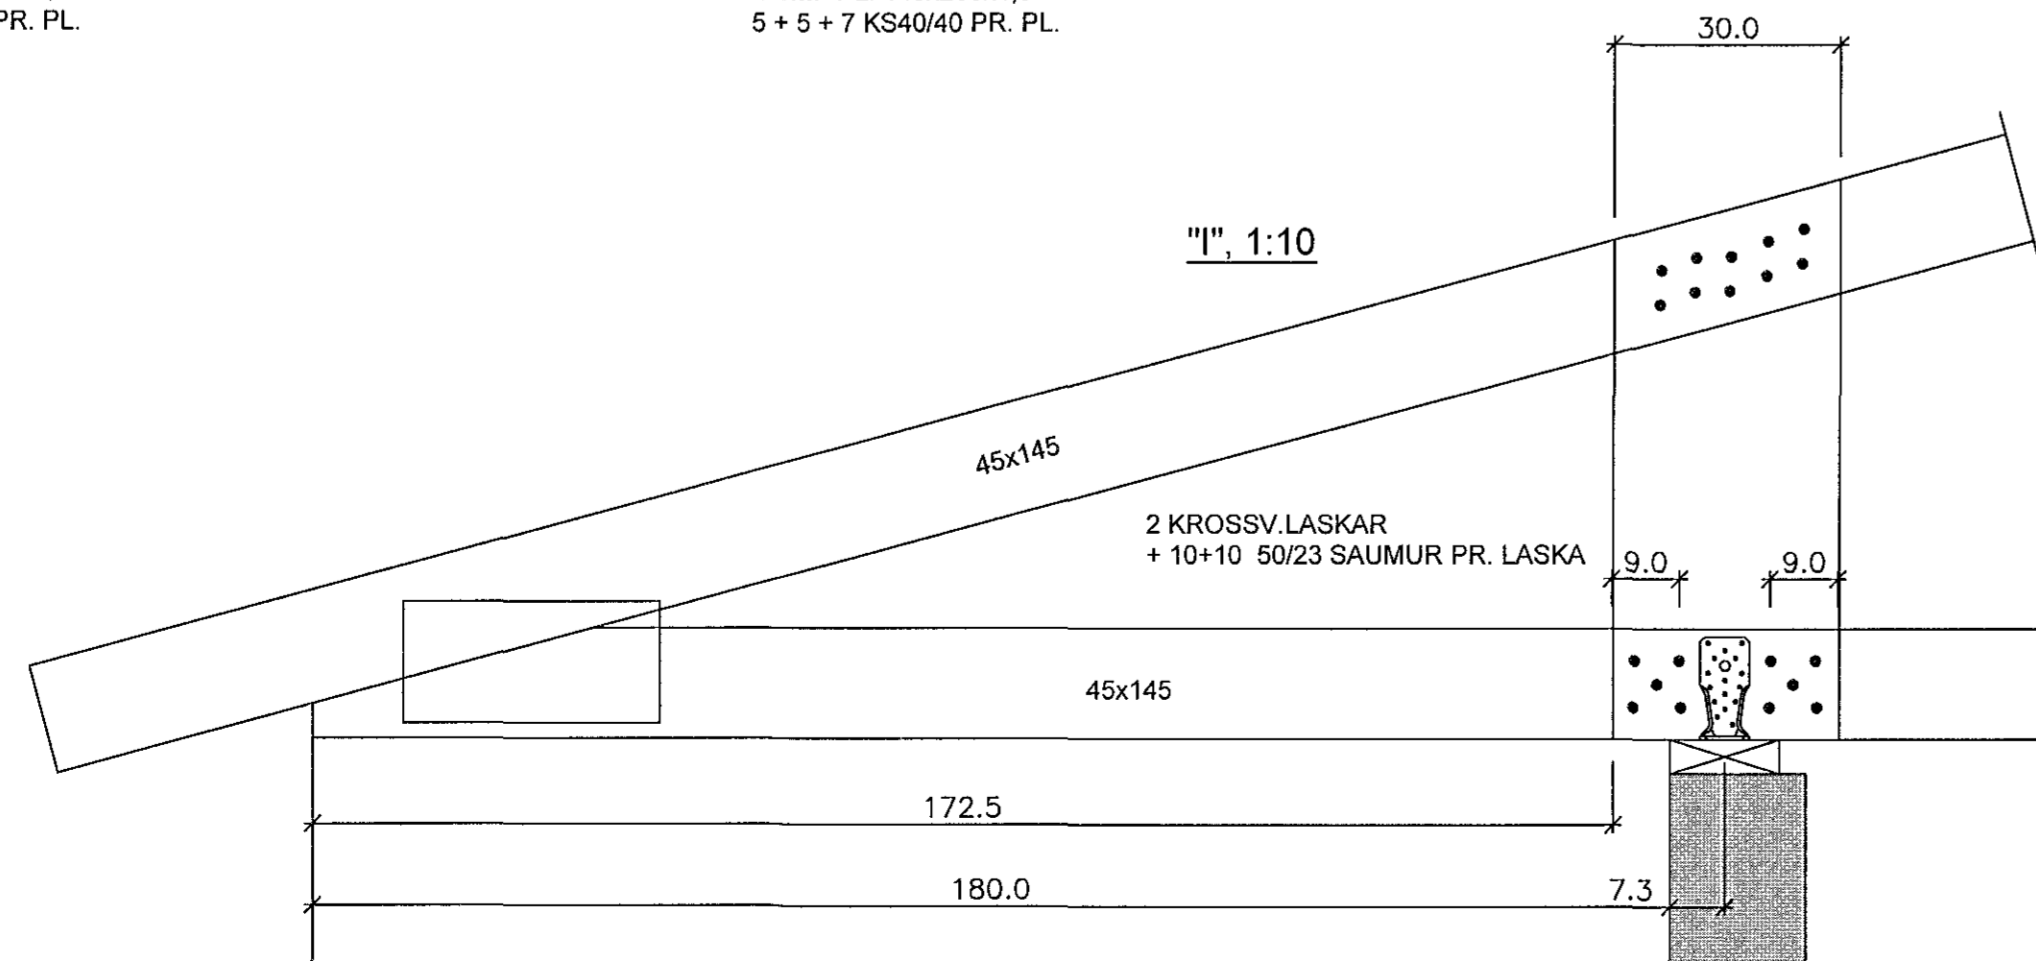 PR. PL.
5 + 5 + 7 KS40/40 PR. PL.
30.0
"I", 1:10
45x145
2 KROSSV.LASKAR
+ 10+10 50/23 SAUMUR PR. LASKA
9.0
9.0
45x145
172.5
180.0
7.3